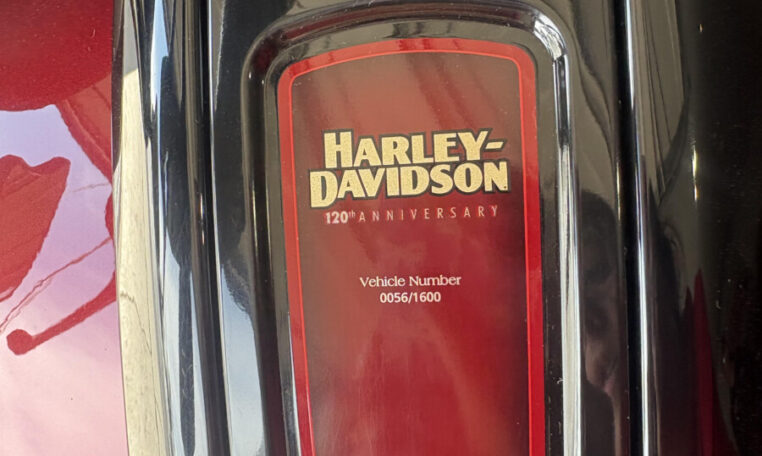 HARLEY-
DAVIDSON
120th ANNIVERSARY
Vehicle Number
0056/1600